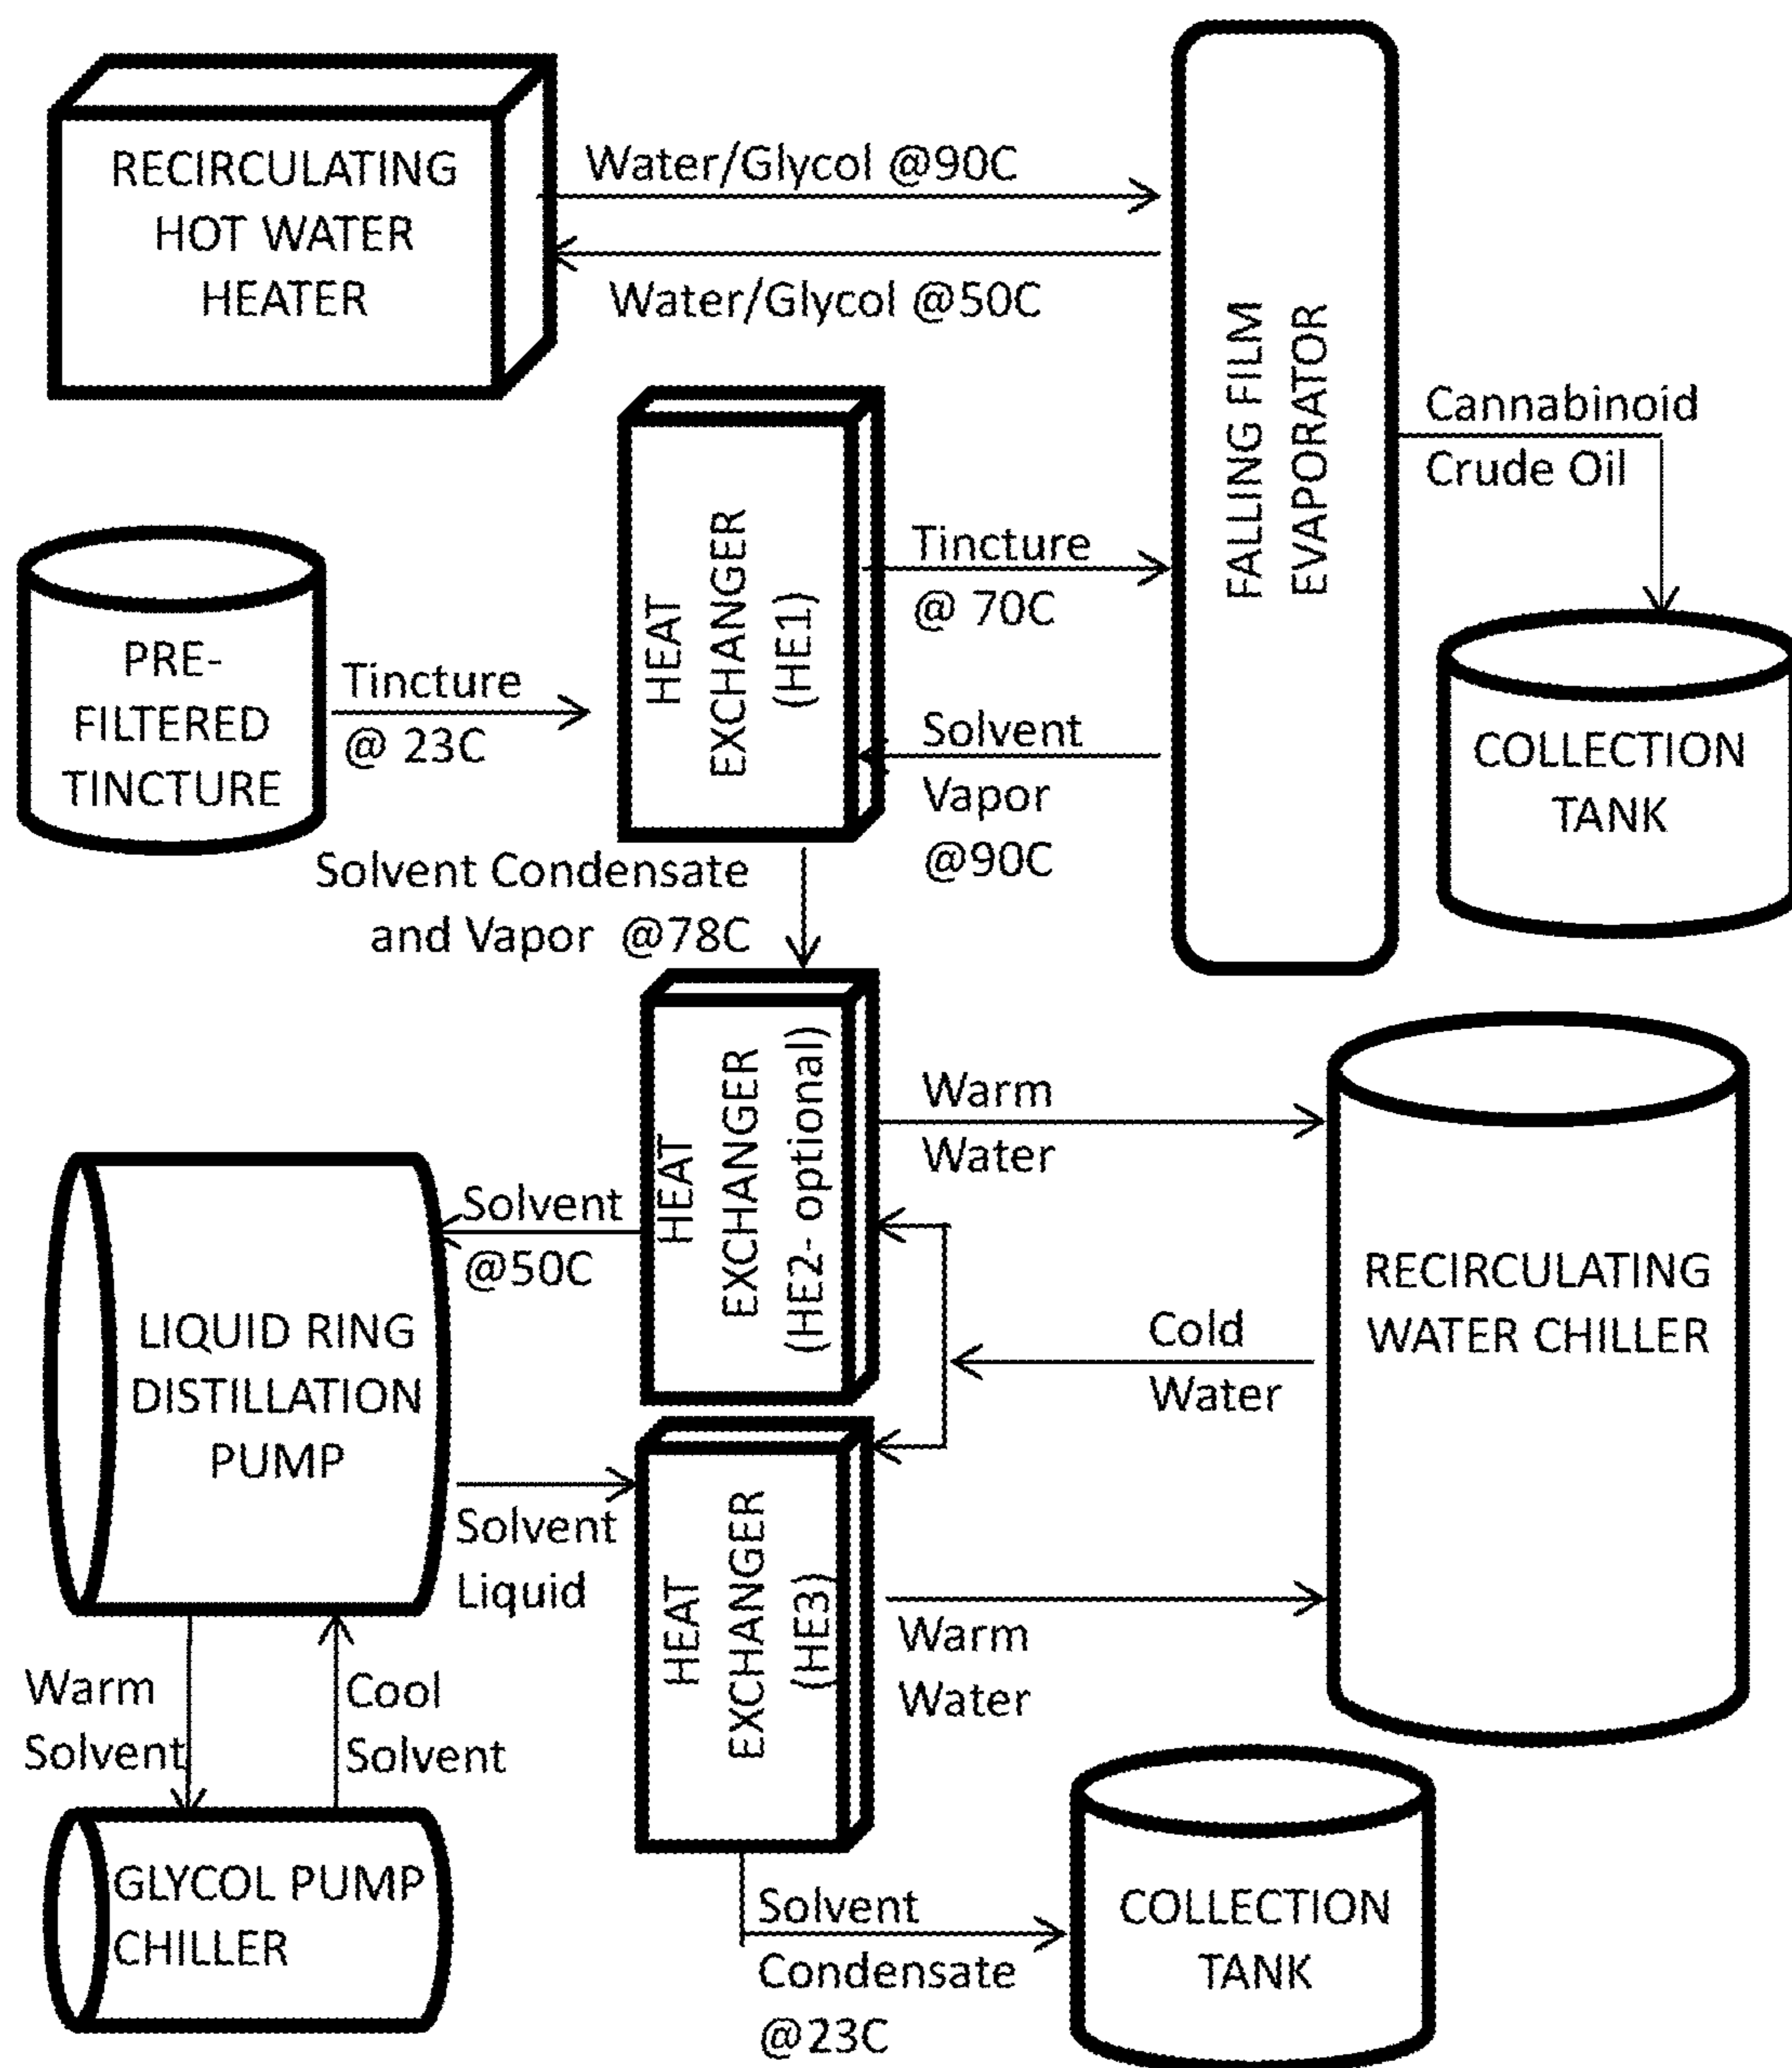 RECIRCULATING
HOT WATER
HEATER
Water/Glycol @90C
Water/Glycol @50C
FALLING FILM
EVAPORATOR
Cannabinoid
Crude Oil
COLLECTION
TANK
HEAT
EXCHANGER
(HE1)
Tincture
@ 70C
PRE-
FILTERED
TINCTURE
Tincture
@ 23C
Solvent
Vapor
@90C
Solvent Condensate
and Vapor @78C
HEAT
EXCHANGER
(HE2- optional)
Warm
Water
RECIRCULATING
WATER CHILLER
Solvent
@50C
Cold
Water
LIQUID RING
DISTILLATION
PUMP
Solvent
Liquid
HEAT
EXCHANGER
(HE3)
Warm
Water
Warm
Solvent
Cool
Solvent
GLYCOL PUMP
CHILLER
Solvent
Condensate
@23C
COLLECTION
TANK